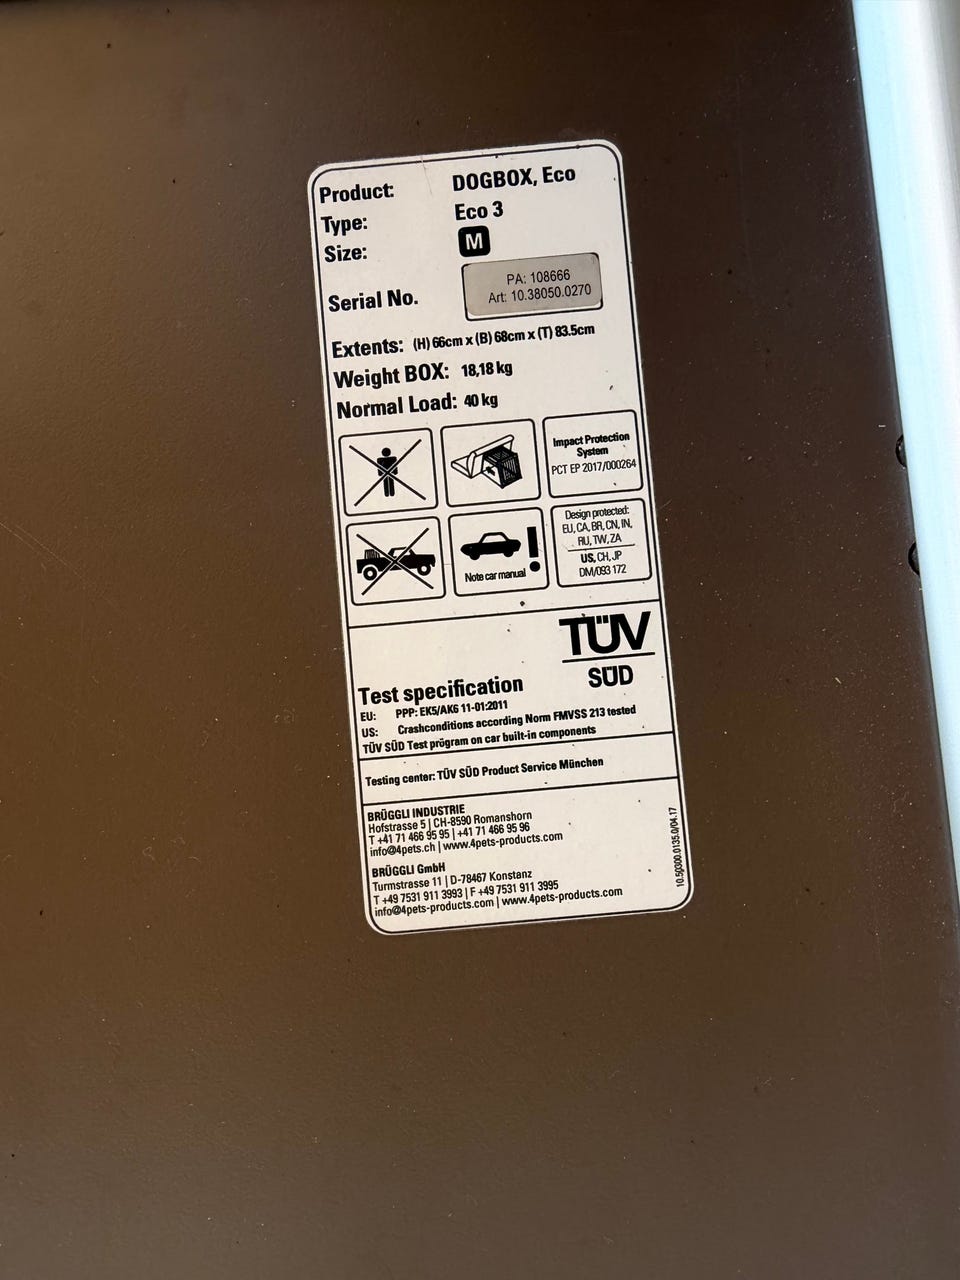 Product: DOGBOX, Eco
Type: Eco 3
Size: M
Serial No. PA: 108666
Art: 10.38050.0270
Extents: (H) 66cm x (B) 68cm x (T) 83.5cm
Weight BOX: 18,18 kg
Normal Load: 40 kg
Impact Protection
System
PCT EP 2017/000264
Note car manual !
Design protected:
EU, CA, BR, CN, IN,
RU, TW, ZA
US, CH, JP
DM/093 172
TÜV
SÜD
Test specification
EU: PPP: EK5/AK6 11-01:2011
US: Crashconditions according Norm FMVSS 213 tested
TÜV SÜD Test prögram on car built-in components
Testing center: TÜV SÜD Product Service München
BRÜGGLI INDUSTRIE
Hofstrasse 5 | CH-8590 Romanshorn
T +41 71 466 95 95 | +41 71 466 95 96
info@4pets.ch | www.4pets-products.com
BRÜGGLI GmbH
Turmstrasse 11 | D-78467 Konstanz
T +49 7531 911 3993 | F +49 7531 911 3995
info@4pets-products.com | www.4pets-products.com
10.50300.0135.0/04.17